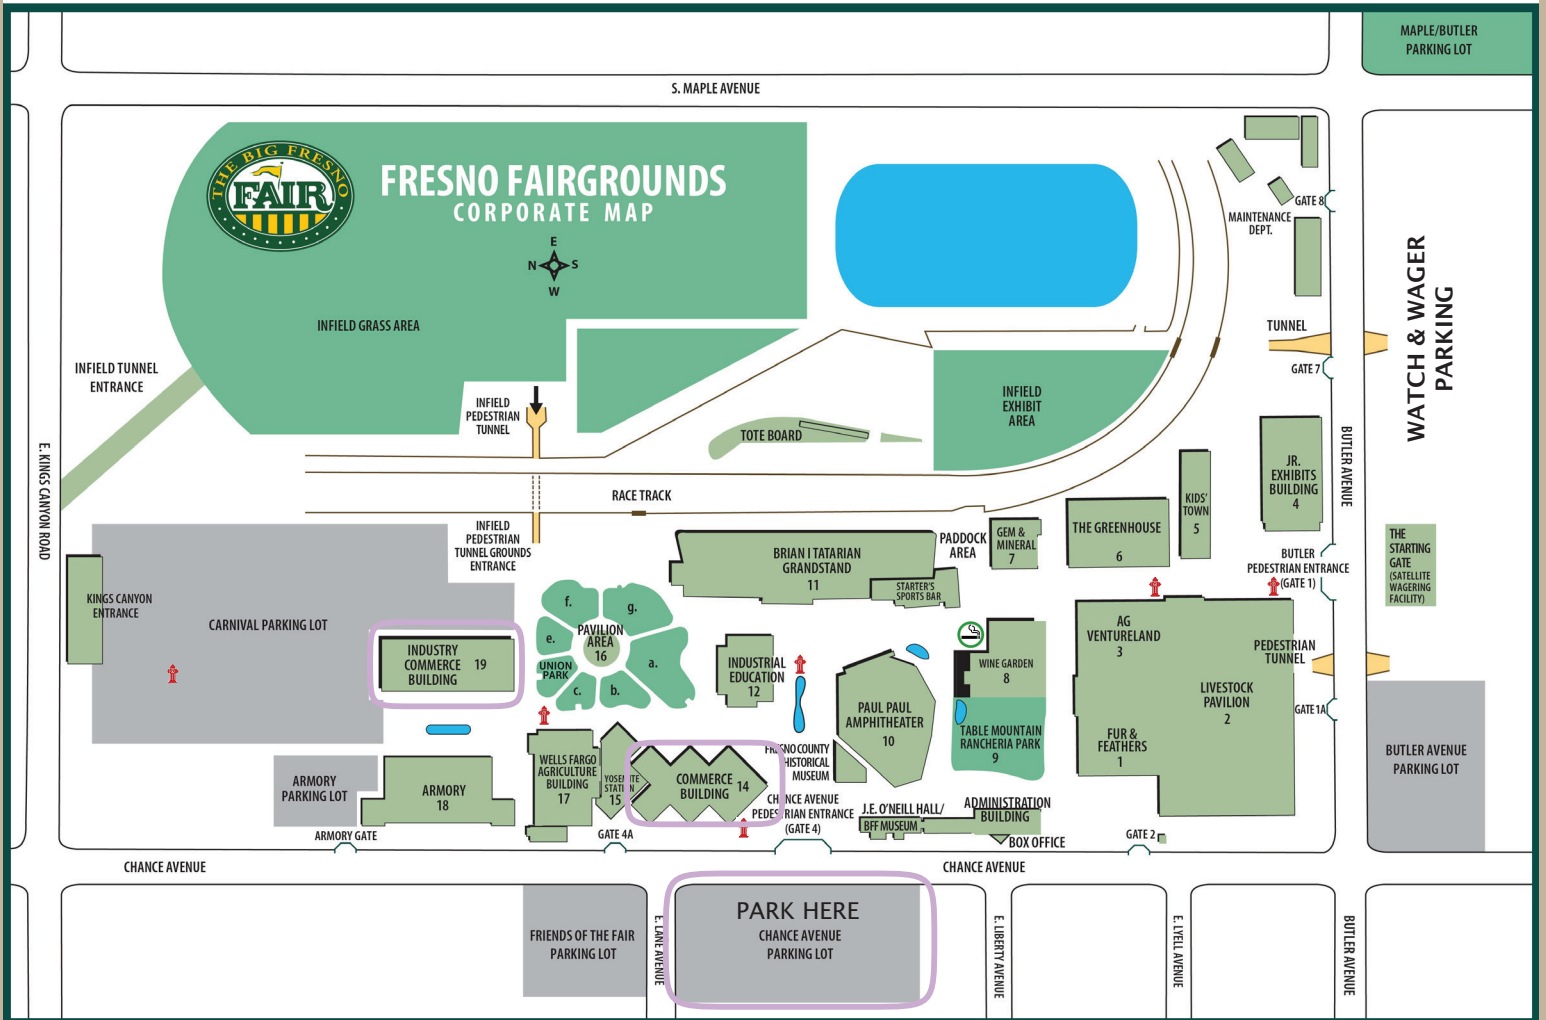 MAPLE/BUTLER
PARKING LOT
S. MAPLE AVENUE
THE BIG FRESNO
FAIR
FRESNO FAIRGROUNDS
CORPORATE MAP
E
N
S
W
GATE 8
MAINTENANCE
DEPT.
INFIELD GRASS AREA
TUNNEL
GATE 7
WATCH & WAGER
PARKING
INFIELD TUNNEL
ENTRANCE
INFIELD
PEDESTRIAN
TUNNEL
INFIELD
EXHIBIT
AREA
TOTE BOARD
E. KINGS CANYON ROAD
BUTLER AVENUE
RACE TRACK
JR.
EXHIBITS
BUILDING
4
KIDS'
TOWN
5
THE GREENHOUSE
6
GEM &
MINERAL
7
PADDOCK
AREA
INFIELD
PEDESTRIAN
TUNNEL GROUNDS
ENTRANCE
BRIAN I TATARIAN
GRANDSTAND
11
STARTER'S
SPORTS BAR
BUTLER
PEDESTRIAN ENTRANCE
(GATE 1)
THE
STARTING
GATE
(SATELLITE
WAGERING
FACILITY)
KINGS CANYON
ENTRANCE
CARNIVAL PARKING LOT
INDUSTRY
COMMERCE 19
BUILDING
f.
g.
e.
PAVILION
AREA
16
UNION
PARK
a.
c.
b.
INDUSTRIAL
EDUCATION
12
WINE GARDEN
8
AG
VENTURELAND
3
PEDESTRIAN
TUNNEL
LIVESTOCK
PAVILION
2
GATE 1A
PAUL PAUL
AMPHITHEATER
10
TABLE MOUNTAIN
RANCHERIA PARK
9
FUR &
FEATHERS
1
BUTLER AVENUE
PARKING LOT
FRESNO COUNTY
HISTORICAL
MUSEUM
ARMORY
PARKING LOT
ARMORY
18
WELLS FARGO
AGRICULTURE
BUILDING
17
YOSEMITE
STATION
15
COMMERCE 14
BUILDING
CHANCE AVENUE
PEDESTRIAN ENTRANCE
(GATE 4)
J.E. O'NEILL HALL/
BFF MUSEUM
ADMINISTRATION
BUILDING
BOX OFFICE
ARMORY GATE
GATE 4A
GATE 2
CHANCE AVENUE
CHANCE AVENUE
FRIENDS OF THE FAIR
PARKING LOT
E. LANE AVENUE
PARK HERE
CHANCE AVENUE
PARKING LOT
E. LIBERTY AVENUE
E. LYELL AVENUE
BUTLER AVENUE